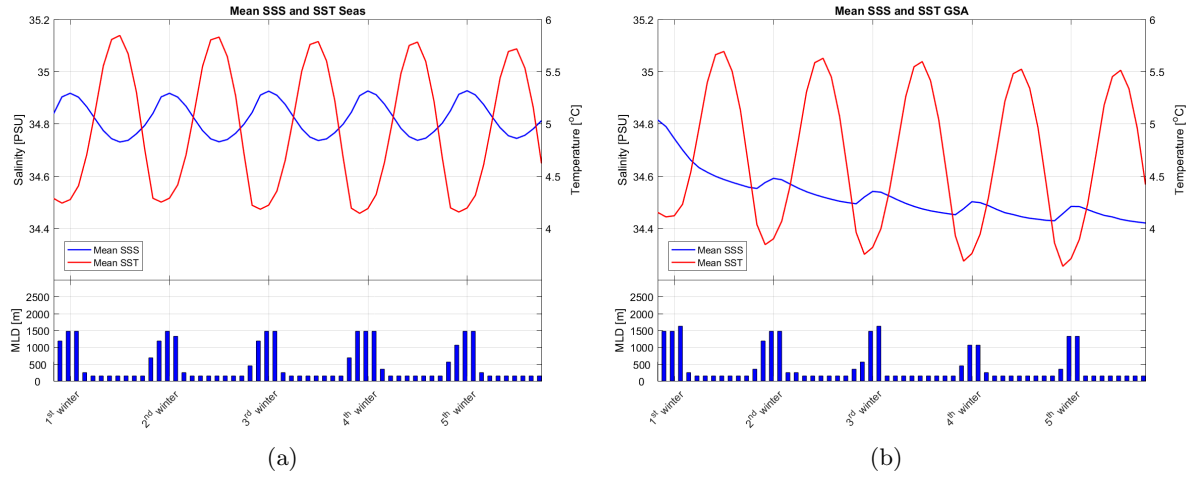 Mean SSS and SST Seas
35.2
35
34.8
34.6
34.4
Salinity [PSU]
6
5.5
5
4.5
4
Temperature [°C]
Mean SSS
Mean SST
2500
2000
1500
1000
500
0
MLD [m]
1st winter
2nd winter
3rd winter
4th winter
5th winter
(a)
Mean SSS and SST GSA
35.2
35
34.8
34.6
34.4
Salinity [PSU]
6
5.5
5
4.5
4
Temperature [°C]
Mean SSS
Mean SST
2500
2000
1500
1000
500
0
MLD [m]
1st winter
2nd winter
3rd winter
4th winter
5th winter
(b)